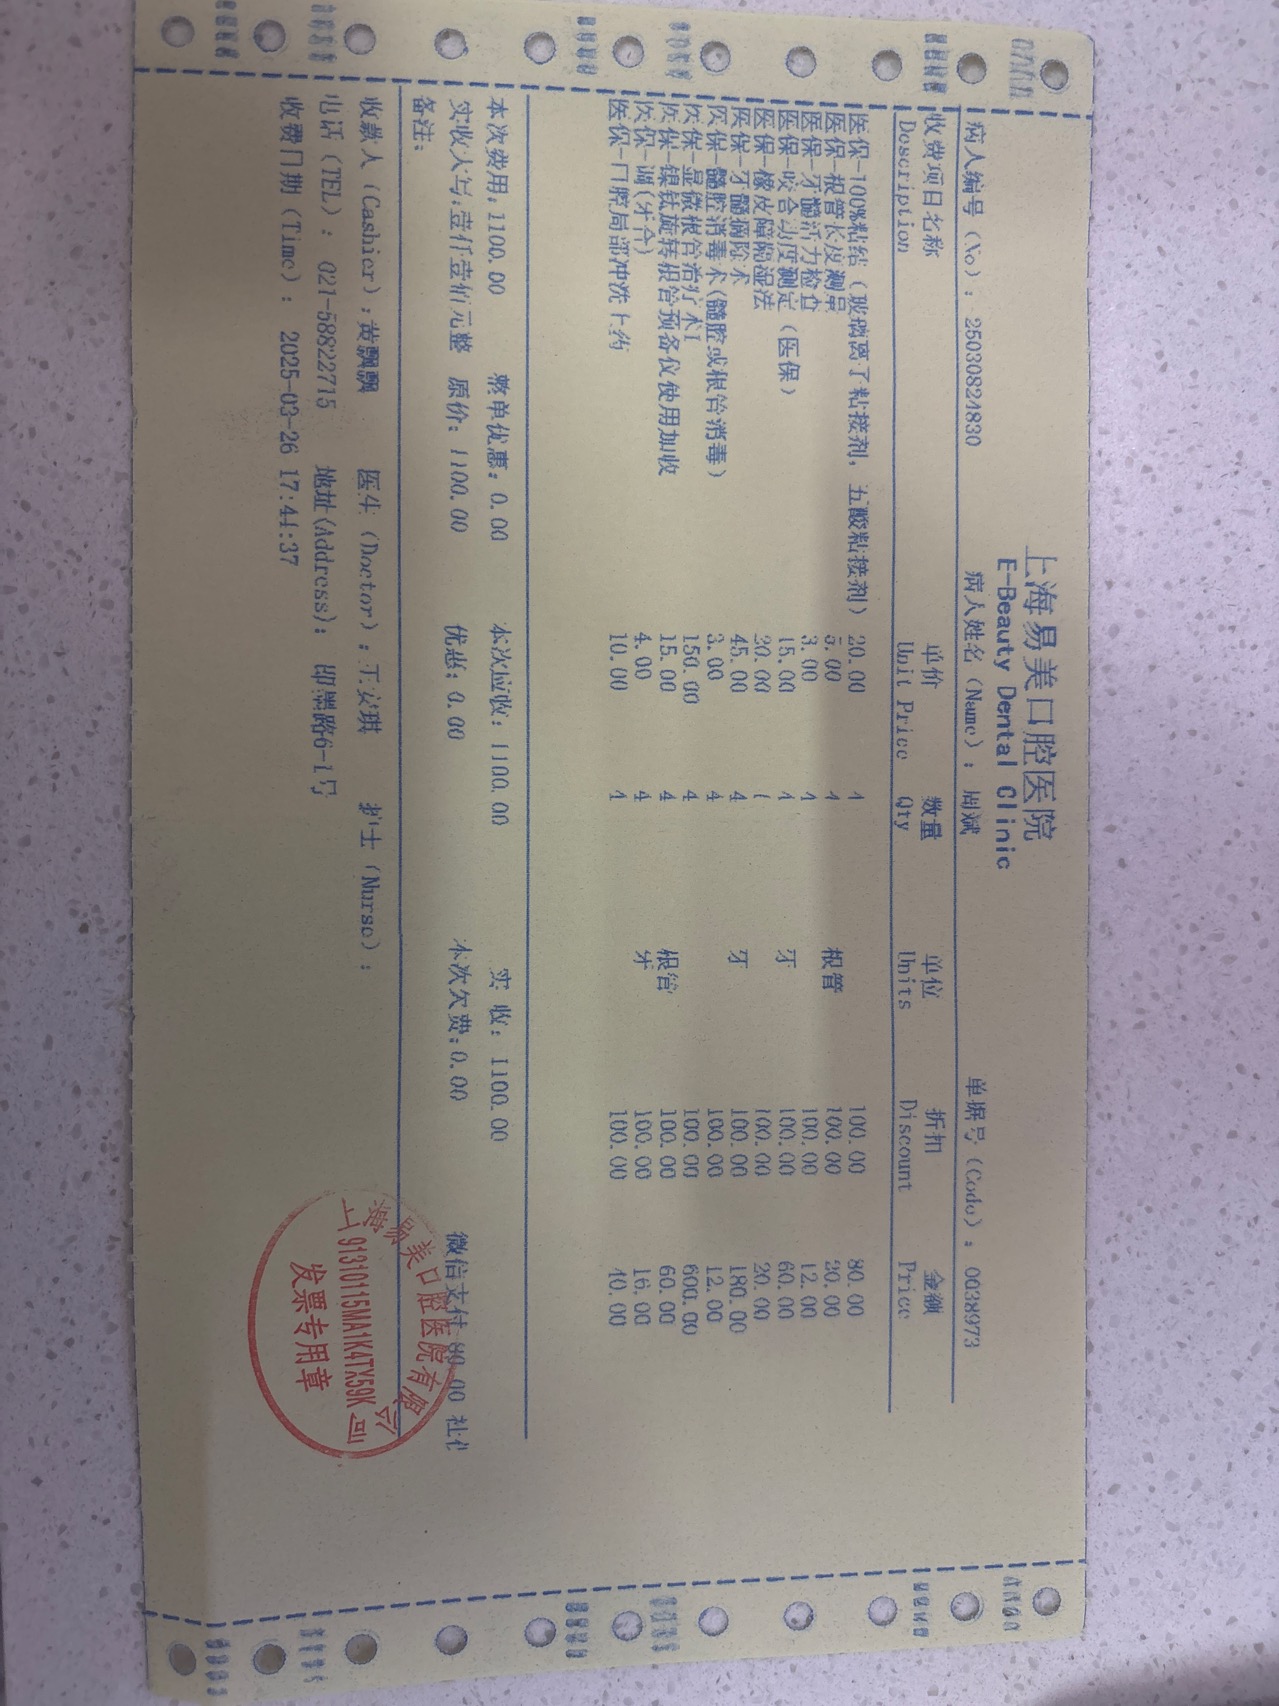 上海易美口腔医院
E-Beauty Dental Clinic
病人编号（No）：25030824830 病人姓名（Name）：周斌 单据号（Code）：0038973
收费项目名称 单价 数量 单位 折扣 金额
Description Unit Price Qty Units Discount Price
医保-100%粘结（玻璃离子粘接剂，五酸粘接剂） 20.00 4 100.00 80.00
医保-根管长度测量 5.00 4 根管 100.00 20.00
医保-牙髓活力检查 3.00 4 100.00 12.00
医保-咬合动度测定（医保） 15.00 4 牙 100.00 60.00
医保-橡皮障隔湿法 20.00 1 100.00 20.00
医保-牙髓摘除术 45.00 4 牙 100.00 180.00
医保-髓腔消毒术(髓腔或根管消毒) 3.00 4 100.00 12.00
医保-显微根管治疗术I 150.00 4 100.00 600.00
医保-镍钛旋转根管预备仪使用加收 15.00 4 根管 100.00 60.00
医保-调(牙合) 4.00 4 牙 100.00 16.00
医保-口腔局部冲洗上药 10.00 4 100.00 40.00
本次费用：1100.00 整单优惠：0.00 本次应收：1100.00 实 收：1100.00
实收大写：壹仟壹佰元整 原价：1100.00 优惠：0.00 本次欠费：0.00 微信支付 80.00 社保
备注：
收款人（Cashier）：黄飘飘 医生（Doctor）：王安琪 护士（Nurse）：
电话（TEL）： 021-58822715 地址(Address)： 即墨路6-1号
收费日期（Time）： 2025-03-26 17:44:37
上海易美口腔医院有限公司
91310115MA1K4TX59K
发票专用章